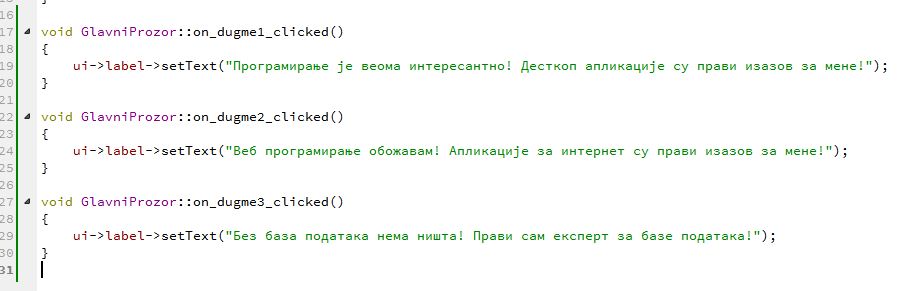 16
17 void GlavniProzor::on_dugme1_clicked()
18 {
19 ui->label->setText("Програмирање је веома интересантно! Десткоп апликације су прави изазов за мене!");
20 }
21
22 void GlavniProzor::on_dugme2_clicked()
23 {
24 ui->label->setText("Веб програмирање обожавам! Апликације за интернет су прави изазов за мене!");
25 }
26
27 void GlavniProzor::on_dugme3_clicked()
28 {
29 ui->label->setText("Без база података нема ништа! Прави сам експерт за базе података!");
30 }
31